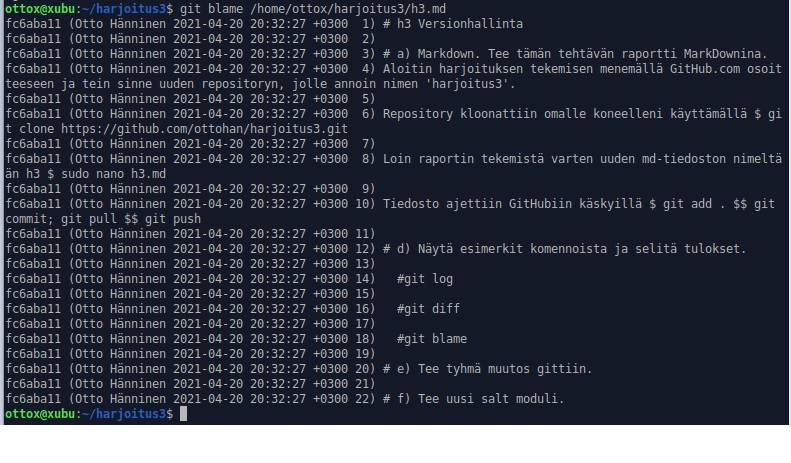 ottox@xubu:~/harjoitus3$ git blame /home/ottox/harjoitus3/h3.md
fc6aba11 (Otto Hänninen 2021-04-20 20:32:27 +0300  1) # h3 Versionhallinta
fc6aba11 (Otto Hänninen 2021-04-20 20:32:27 +0300  2)
fc6aba11 (Otto Hänninen 2021-04-20 20:32:27 +0300  3) # a) Markdown. Tee tämän tehtävän raportti MarkDownina.
fc6aba11 (Otto Hänninen 2021-04-20 20:32:27 +0300  4) Aloitin harjoituksen tekemisen menemällä GitHub.com osoit
teeseen ja tein sinne uuden repositoryn, jolle annoin nimen 'harjoitus3'.
fc6aba11 (Otto Hänninen 2021-04-20 20:32:27 +0300  5)
fc6aba11 (Otto Hänninen 2021-04-20 20:32:27 +0300  6) Repository kloonattiin omalle koneelleni käyttämällä $ gi
t clone https://github.com/ottohan/harjoitus3.git
fc6aba11 (Otto Hänninen 2021-04-20 20:32:27 +0300  7)
fc6aba11 (Otto Hänninen 2021-04-20 20:32:27 +0300  8) Loin raportin tekemistä varten uuden md-tiedoston nimeltä
än h3 $ sudo nano h3.md
fc6aba11 (Otto Hänninen 2021-04-20 20:32:27 +0300  9)
fc6aba11 (Otto Hänninen 2021-04-20 20:32:27 +0300 10) Tiedosto ajettiin GitHubiin käskyillä $ git add . $$ git
commit; git pull $$ git push
fc6aba11 (Otto Hänninen 2021-04-20 20:32:27 +0300 11)
fc6aba11 (Otto Hänninen 2021-04-20 20:32:27 +0300 12) # d) Näytä esimerkit komennoista ja selitä tulokset.
fc6aba11 (Otto Hänninen 2021-04-20 20:32:27 +0300 13)
fc6aba11 (Otto Hänninen 2021-04-20 20:32:27 +0300 14)   #git log
fc6aba11 (Otto Hänninen 2021-04-20 20:32:27 +0300 15)
fc6aba11 (Otto Hänninen 2021-04-20 20:32:27 +0300 16)   #git diff
fc6aba11 (Otto Hänninen 2021-04-20 20:32:27 +0300 17)
fc6aba11 (Otto Hänninen 2021-04-20 20:32:27 +0300 18)   #git blame
fc6aba11 (Otto Hänninen 2021-04-20 20:32:27 +0300 19)
fc6aba11 (Otto Hänninen 2021-04-20 20:32:27 +0300 20) # e) Tee tyhmä muutos gittiin.
fc6aba11 (Otto Hänninen 2021-04-20 20:32:27 +0300 21)
fc6aba11 (Otto Hänninen 2021-04-20 20:32:27 +0300 22) # f) Tee uusi salt moduli.
ottox@xubu:~/harjoitus3$